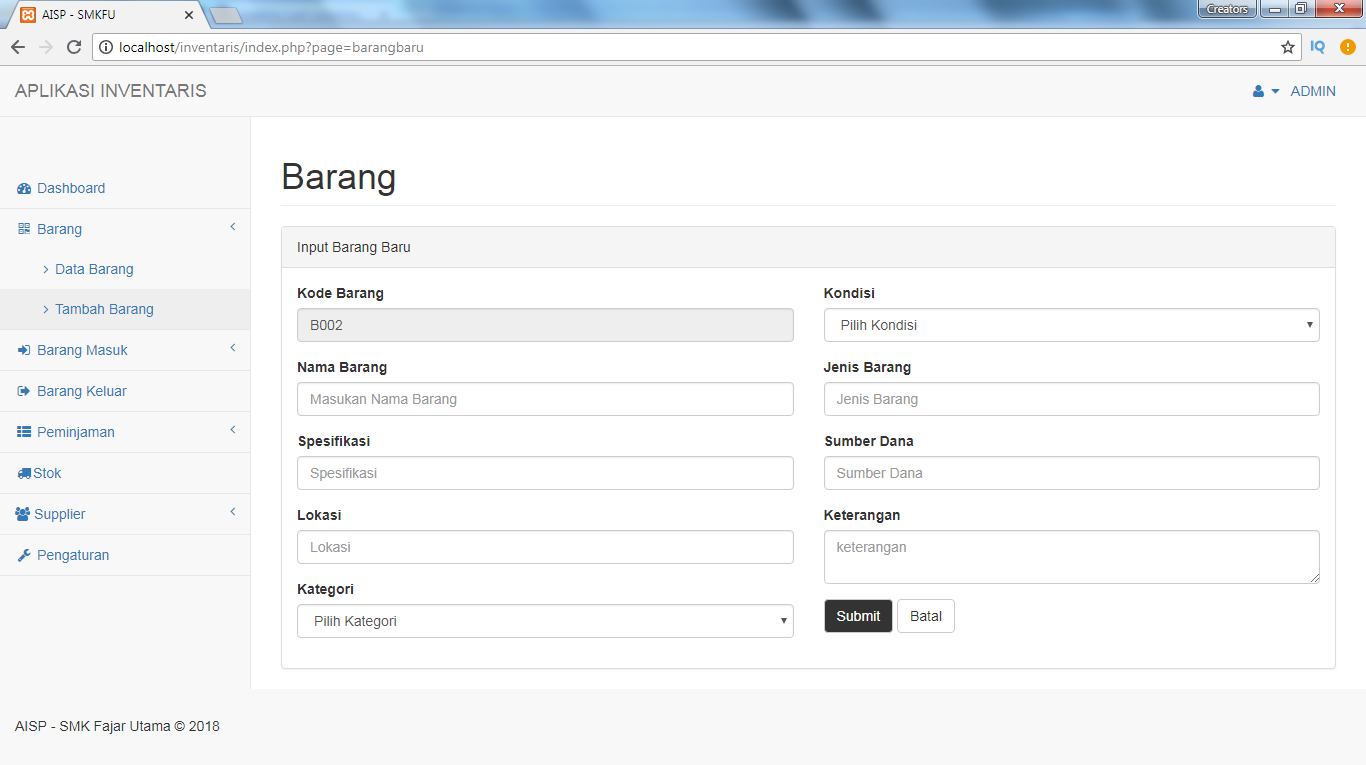 AISP - SMKFU
Creators
localhost/inventaris/index.php?page=barangbaru
IQ
APLIKASI INVENTARIS
ADMIN
Dashboard
Barang
Data Barang
Tambah Barang
Barang Masuk
Barang Keluar
Peminjaman
Stok
Supplier
Pengaturan
Barang
Input Barang Baru
Kode Barang
B002
Nama Barang
Masukan Nama Barang
Spesifikasi
Spesifikasi
Lokasi
Lokasi
Kategori
Pilih Kategori
Kondisi
Pilih Kondisi
Jenis Barang
Jenis Barang
Sumber Dana
Sumber Dana
Keterangan
keterangan
Submit Batal
AISP - SMK Fajar Utama © 2018